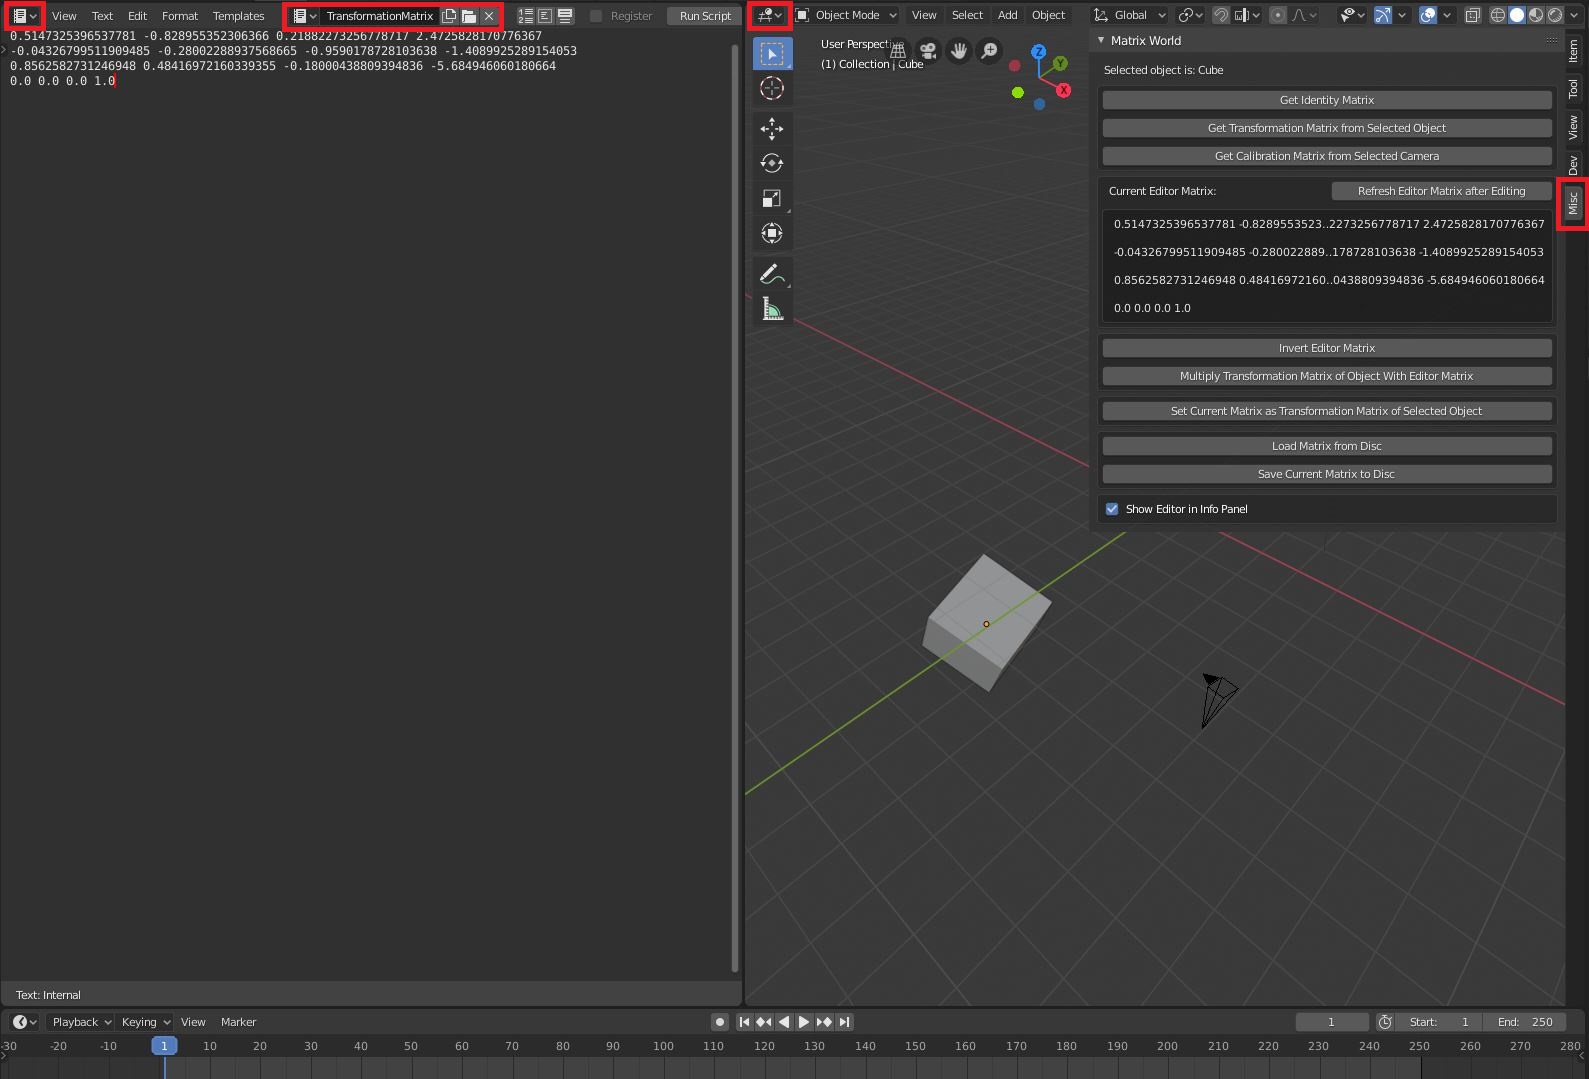 View Text Edit Format Templates TransformationMatrix Register Run Script
0.5147325396537781 -0.828955352306366 0.21882273256778717 2.4725828170776367
-0.04326799511909485 -0.28002288937568665 -0.9590178728103638 -1.4089925289154053
0.8562582731246948 0.48416972160339355 -0.18000438809394836 -5.684946060180664
0.0 0.0 0.0 1.0
Text: Internal
Object Mode View Select Add Object Global
User Perspective
(1) Collection | Cube
Z
Y
X
Matrix World
Selected object is: Cube
Get Identity Matrix
Get Transformation Matrix from Selected Object
Get Calibration Matrix from Selected Camera
Current Editor Matrix: Refresh Editor Matrix after Editing
0.5147325396537781 -0.8289553523..2273256778717 2.4725828170776367
-0.04326799511909485 -0.280022889..178728103638 -1.4089925289154053
0.8562582731246948 0.48416972160..0438809394836 -5.684946060180664
0.0 0.0 0.0 1.0
Invert Editor Matrix
Multiply Transformation Matrix of Object With Editor Matrix
Set Current Matrix as Transformation Matrix of Selected Object
Load Matrix from Disc
Save Current Matrix to Disc
Show Editor in Info Panel
Item
Tool
View
Dev
Misc
Playback Keying View Marker 1 Start: 1 End: 250
-30 -20 -10 1 10 20 30 40 50 60 70 80 90 100 110 120 130 140 150 160 170 180 190 200 210 220 230 240 250 260 270 280